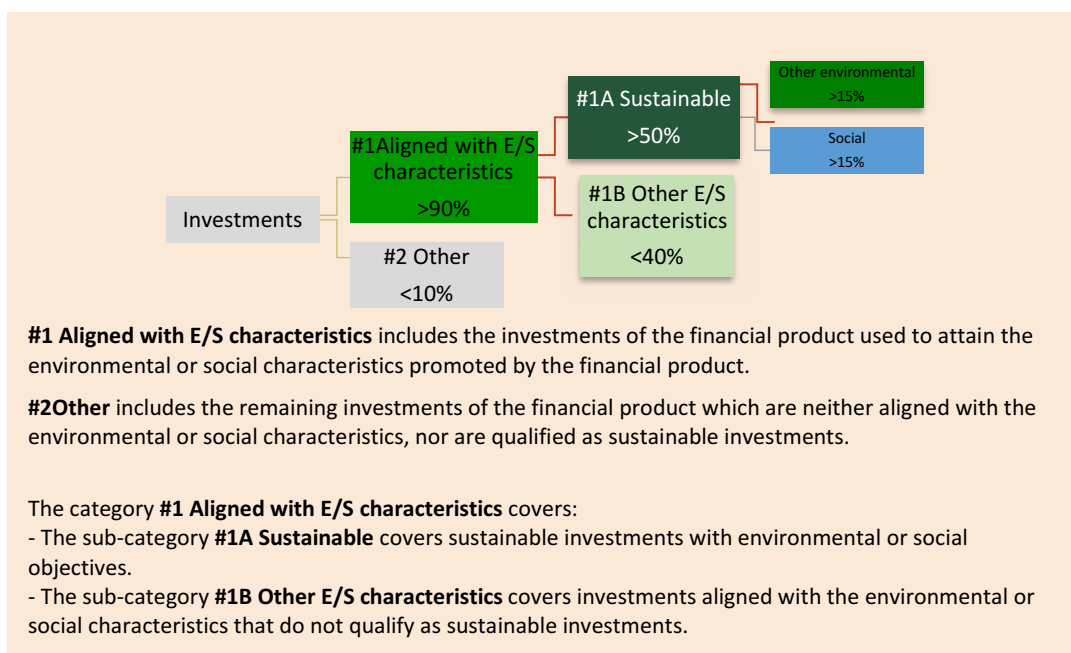 Other environmental
>15%
#1A Sustainable
>50%
Social
>15%
#1Aligned with E/S
characteristics
>90%
#1B Other E/S
characteristics
<40%
Investments
#2 Other
<10%
#1 Aligned with E/S characteristics includes the investments of the financial product used to attain the
environmental or social characteristics promoted by the financial product.
#2Other includes the remaining investments of the financial product which are neither aligned with the
environmental or social characteristics, nor are qualified as sustainable investments.
The category #1 Aligned with E/S characteristics covers:
- The sub-category #1A Sustainable covers sustainable investments with environmental or social
objectives.
- The sub-category #1B Other E/S characteristics covers investments aligned with the environmental or
social characteristics that do not qualify as sustainable investments.